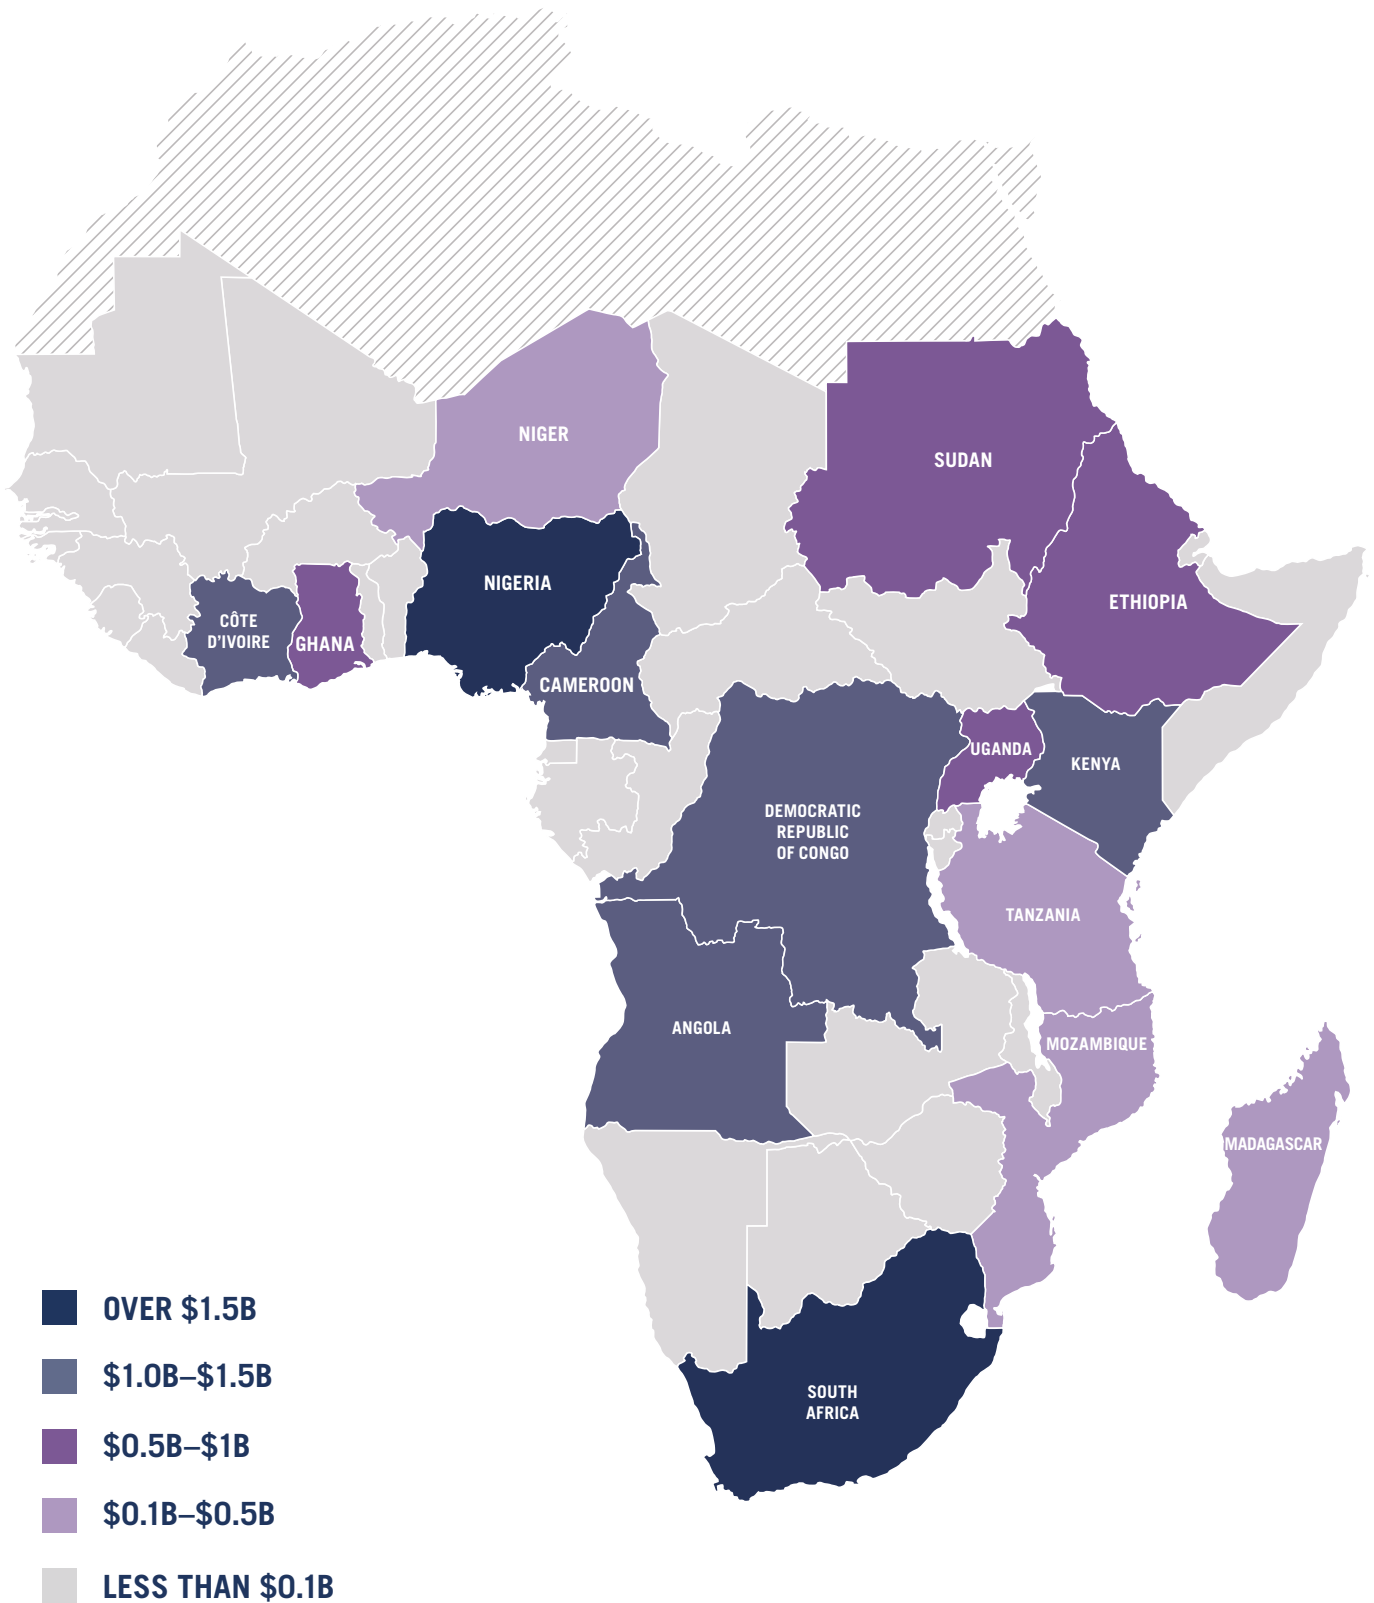 NIGER
SUDAN
NIGERIA
ETHIOPIA
CÔTE
D'IVOIRE
GHANA
CAMEROON
UGANDA
KENYA
DEMOCRATIC
REPUBLIC
OF CONGO
TANZANIA
ANGOLA
MOZAMBIQUE
MADAGASCAR
SOUTH
AFRICA
OVER $1.5B
$1.0B–$1.5B
$0.5B–$1B
$0.1B–$0.5B
LESS THAN $0.1B